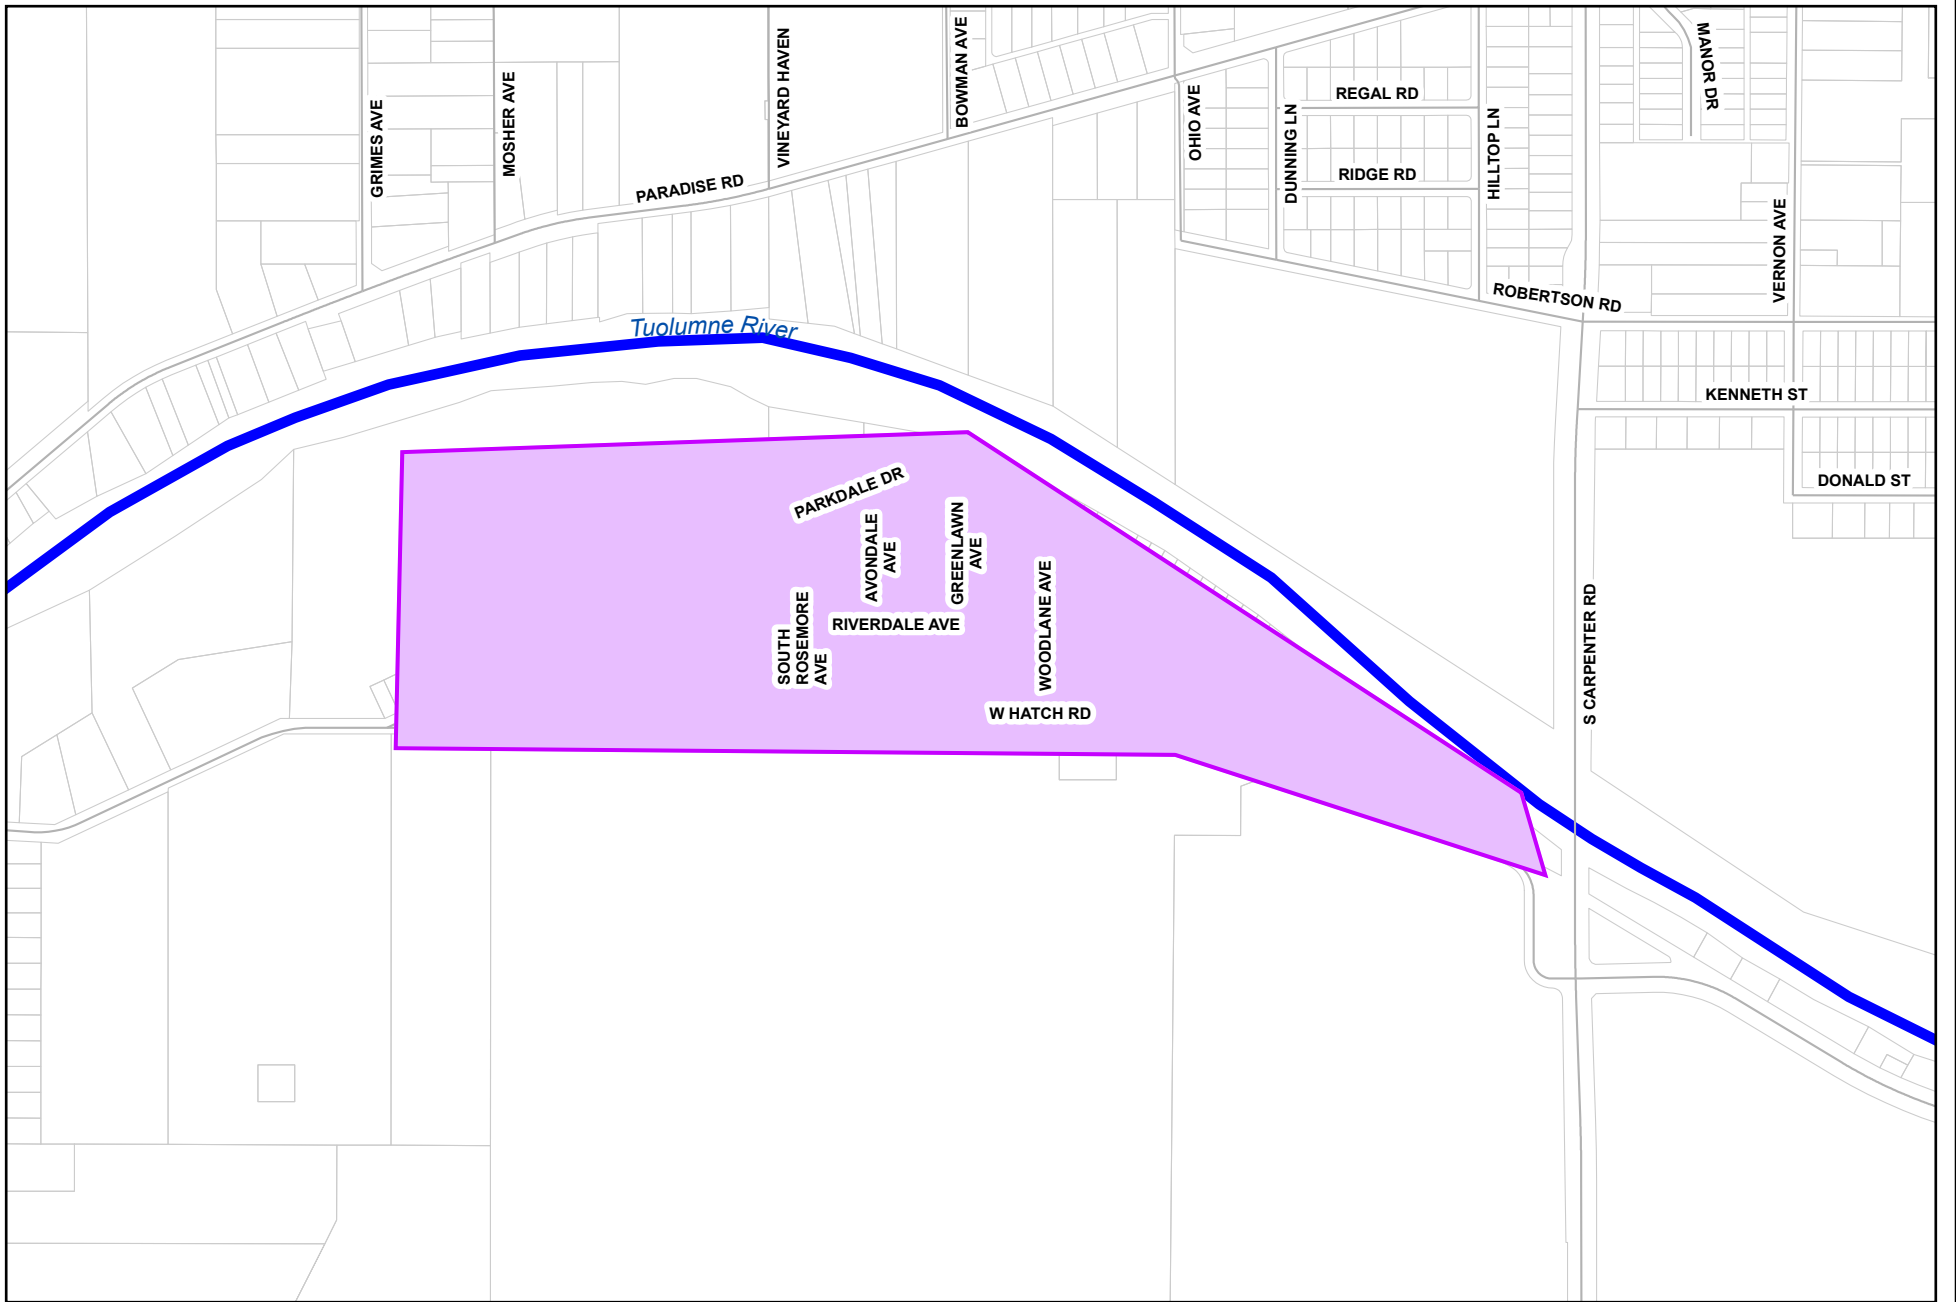 GRIMES AVE
MOSHER AVE
VINEYARD HAVEN
BOWMAN AVE
PARADISE RD
OHIO AVE
DUNNING LN
REGAL RD
RIDGE RD
HILLTOP LN
MANOR DR
VERNON AVE
ROBERTSON RD
Tuolumne River
KENNETH ST
DONALD ST
PARKDALE DR
AVONDALE
AVE
GREENLAWN
AVE
WOODLANE AVE
RIVERDALE AVE
SOUTH
ROSEMORE
AVE
W HATCH RD
S CARPENTER RD